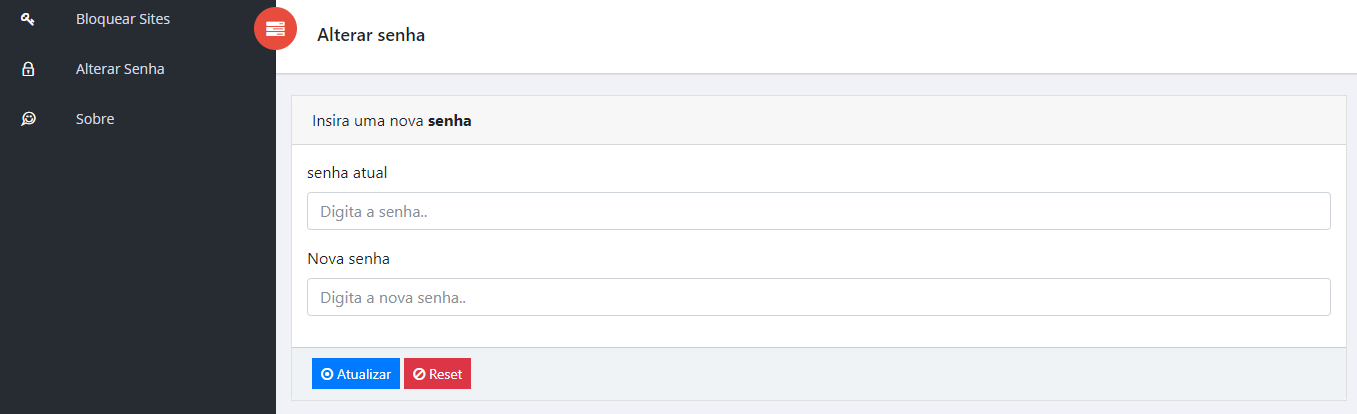 Bloquear Sites
Alterar Senha
Sobre
Alterar senha
Insira uma nova senha
senha atual
Digita a senha..
Nova senha
Digita a nova senha..
Atualizar Reset